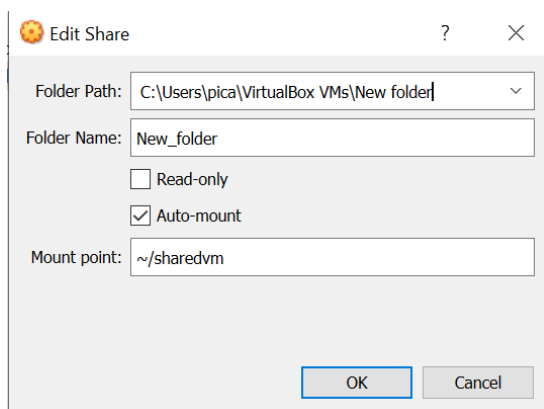 Edit Share ?
Folder Path: C:\Users\pica\VirtualBox VMs\New folder
Folder Name: New_folder
Read-only
Auto-mount
Mount point: ~/sharedvm
OK Cancel